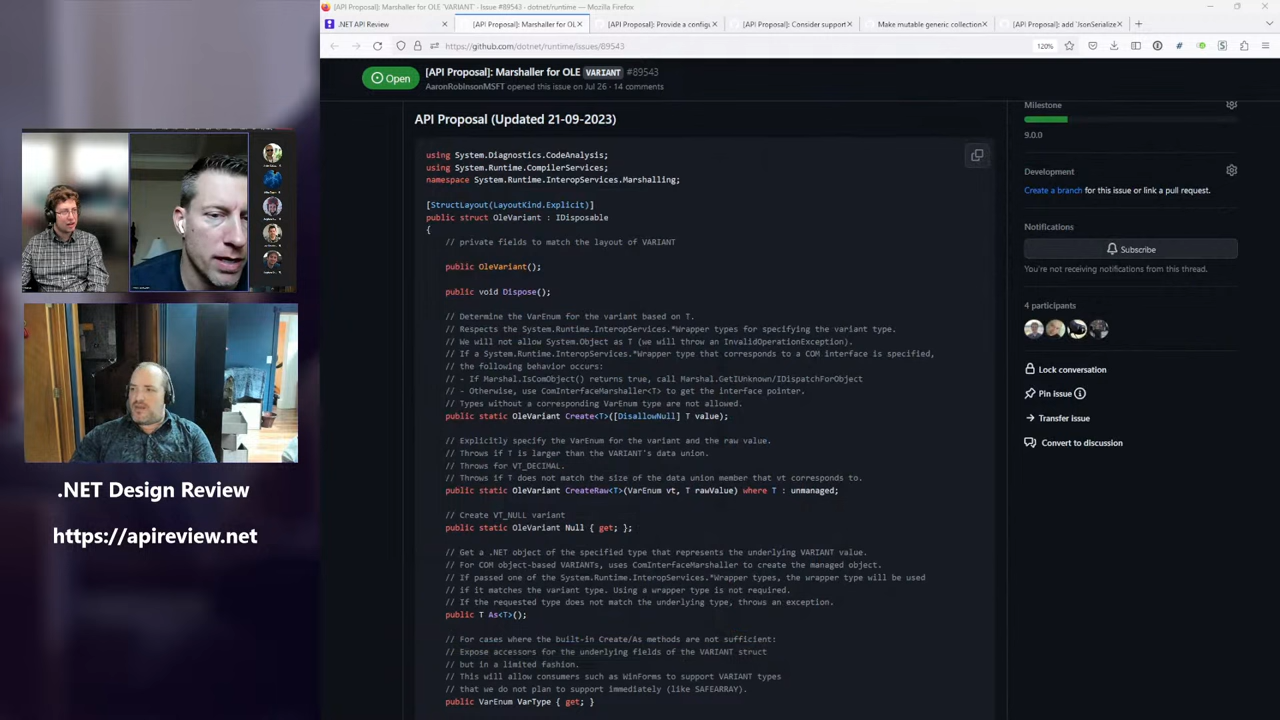 [API Proposal]: Marshaller for OLE 'VARIANT' · Issue #89543 · dotnet/runtime — Mozilla Firefox
.NET API Review
[API Proposal]: Marshaller for OL
[API Proposal]: Provide a configu
[API Proposal]: Consider support
Make mutable generic collection
[API Proposal]: add `JsonSerialize
https://github.com/dotnet/runtime/issues/89543
120%
Open
[API Proposal]: Marshaller for OLE VARIANT #89543
AaronRobinsonMSFT opened this issue on Jul 26 · 14 comments
API Proposal (Updated 21-09-2023)
using System.Diagnostics.CodeAnalysis;
using System.Runtime.CompilerServices;
namespace System.Runtime.InteropServices.Marshalling;
[StructLayout(LayoutKind.Explicit)]
public struct OleVariant : IDisposable
{
// private fields to match the layout of VARIANT
public OleVariant();
public void Dispose();
// Determine the VarEnum for the variant based on T.
// Respects the System.Runtime.InteropServices.*Wrapper types for specifying the variant type.
// We will not allow System.Object as T (we will throw an InvalidOperationException).
// If a System.Runtime.InteropServices.*Wrapper type that corresponds to a COM interface is specified,
// the following behavior occurs:
// - If Marshal.IsComObject() returns true, call Marshal.GetIUnknown/IDispatchForObject
// - Otherwise, use ComInterfaceMarshaller<T> to get the interface pointer.
// Types without a corresponding VarEnum type are not allowed.
public static OleVariant Create<T>([DisallowNull] T value);
// Explicitly specify the VarEnum for the variant and the raw value.
// Throws if T is larger than the VARIANT's data union.
// Throws for VT_DECIMAL.
// Throws if T does not match the size of the data union member that vt corresponds to.
public static OleVariant CreateRaw<T>(VarEnum vt, T rawValue) where T : unmanaged;
// Create VT_NULL variant
public static OleVariant Null { get; };
// Get a .NET object of the specified type that represents the underlying VARIANT value.
// For COM object-based VARIANTs, uses ComInterfaceMarshaller to create the managed object.
// If passed one of the System.Runtime.InteropServices.*Wrapper types, the wrapper type will be used
// if it matches the variant type. Using a wrapper type is not required.
// If the requested type does not match the underlying type, throws an exception.
public T As<T>();
// For cases where the built-in Create/As methods are not sufficient:
// Expose accessors for the underlying fields of the VARIANT struct
// but in a limited fashion.
// This will allow consumers such as WinForms to support VARIANT types
// that we do not plan to support immediately (like SAFEARRAY).
public VarEnum VarType { get; }
Milestone
9.0.0
Development
Create a branch for this issue or link a pull request.
Notifications
Subscribe
You're not receiving notifications from this thread.
4 participants
Lock conversation
Pin issue
Transfer issue
Convert to discussion
.NET Design Review
https://apireview.net